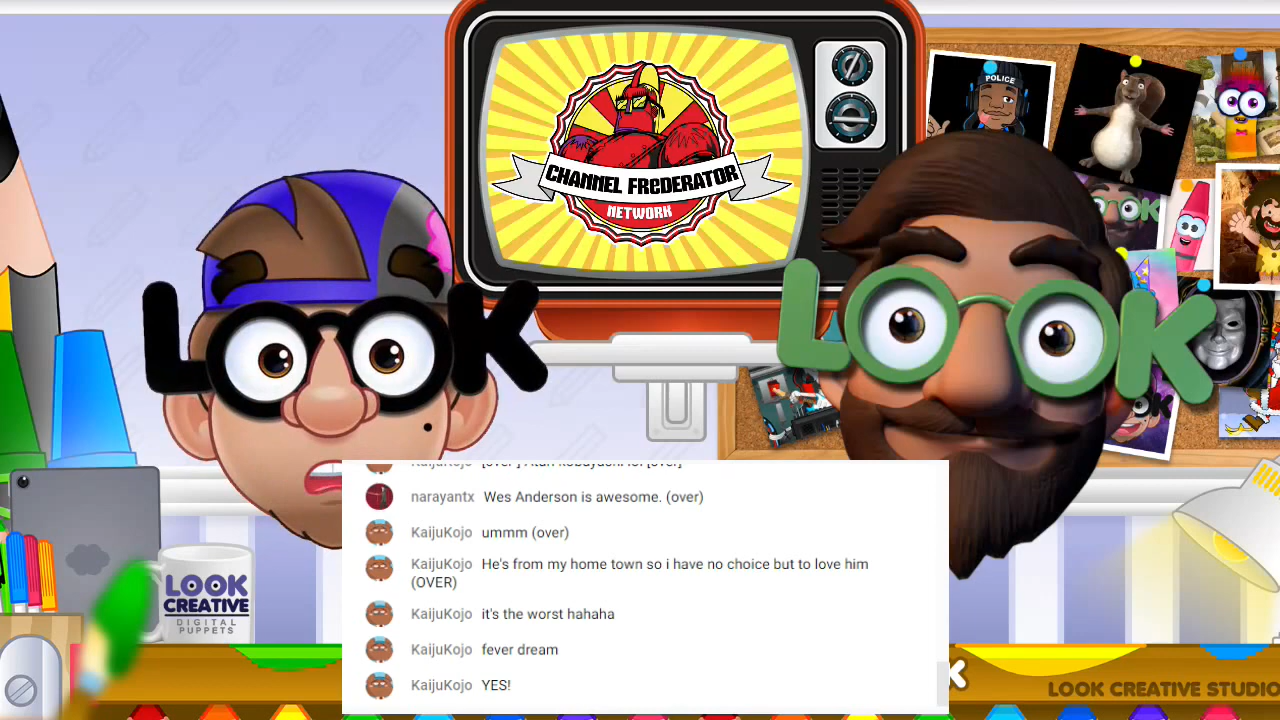 POLICE
CHANNEL FREDERATOR
NETWORK
LOOK
LOOK
LOOK
CREATIVE
DIGITAL
PUPPETS
narayantx Wes Anderson is awesome. (over)
KaijuKojo ummm (over)
KaijuKojo He's from my home town so i have no choice but to love him
(OVER)
KaijuKojo it's the worst hahaha
KaijuKojo fever dream
KaijuKojo YES!
K
LOOK CREATIVE STUDIO